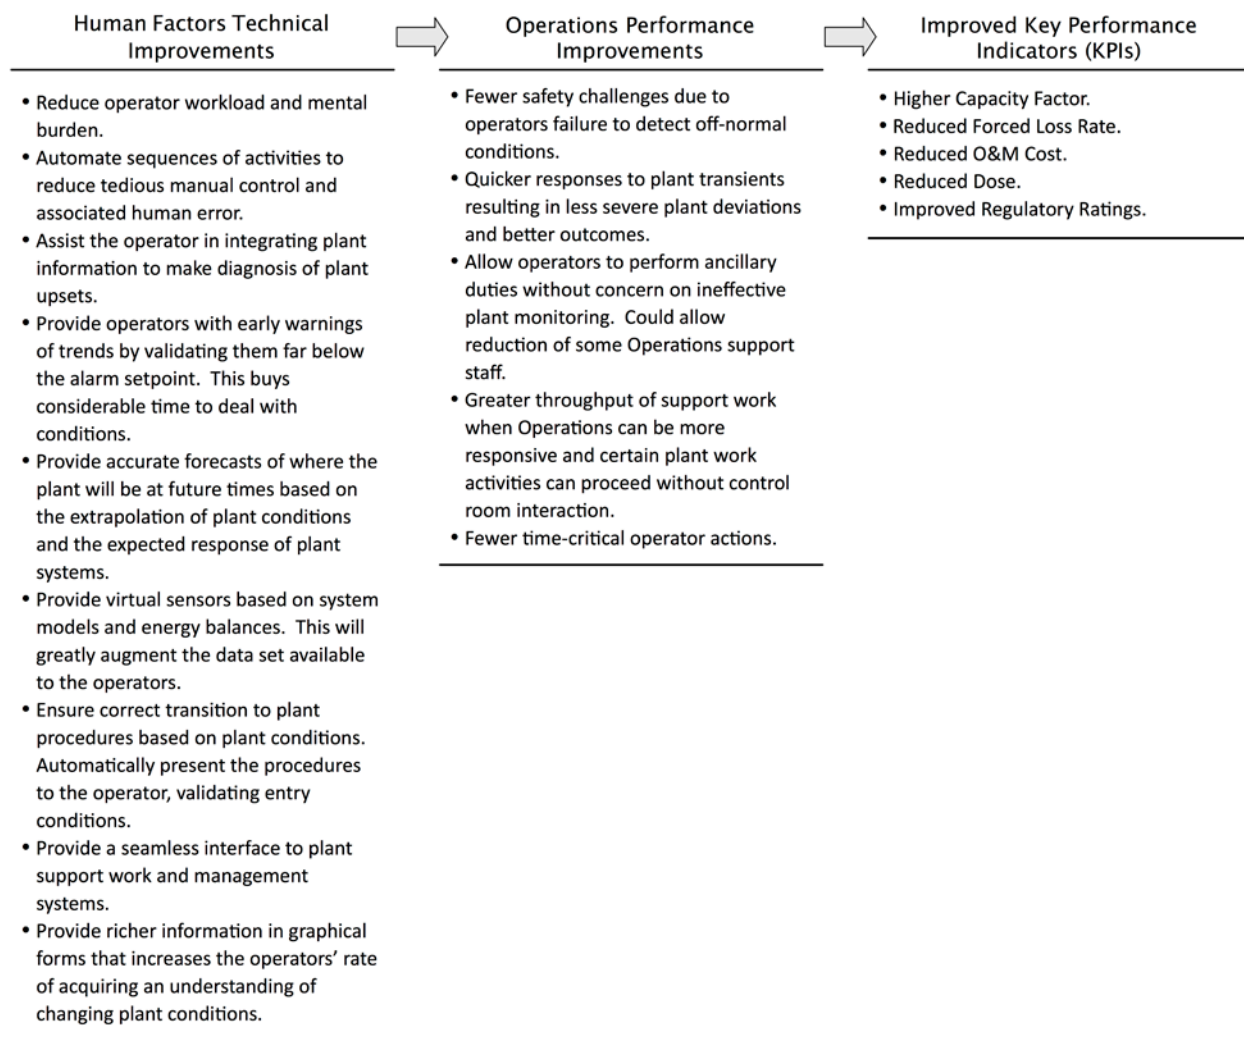 Human Factors Technical
Improvements
• Reduce operator workload and mental
burden.
• Automate sequences of activities to
reduce tedious manual control and
associated human error.
• Assist the operator in integrating plant
information to make diagnosis of plant
upsets.
• Provide operators with early warnings
of trends by validating them far below
the alarm setpoint.  This buys
considerable time to deal with
conditions.
• Provide accurate forecasts of where the
plant will be at future times based on
the extrapolation of plant conditions
and the expected response of plant
systems.
• Provide virtual sensors based on system
models and energy balances.  This will
greatly augment the data set available
to the operators.
• Ensure correct transition to plant
procedures based on plant conditions.
Automatically present the procedures
to the operator, validating entry
conditions.
• Provide a seamless interface to plant
support work and management
systems.
• Provide richer information in graphical
forms that increases the operators’ rate
of acquiring an understanding of
changing plant conditions.
Operations Performance
Improvements
• Fewer safety challenges due to
operators failure to detect off-normal
conditions.
• Quicker responses to plant transients
resulting in less severe plant deviations
and better outcomes.
• Allow operators to perform ancillary
duties without concern on ineffective
plant monitoring.  Could allow
reduction of some Operations support
staff.
• Greater throughput of support work
when Operations can be more
responsive and certain plant work
activities can proceed without control
room interaction.
• Fewer time-critical operator actions.
Improved Key Performance
Indicators (KPIs)
• Higher Capacity Factor.
• Reduced Forced Loss Rate.
• Reduced O&M Cost.
• Reduced Dose.
• Improved Regulatory Ratings.